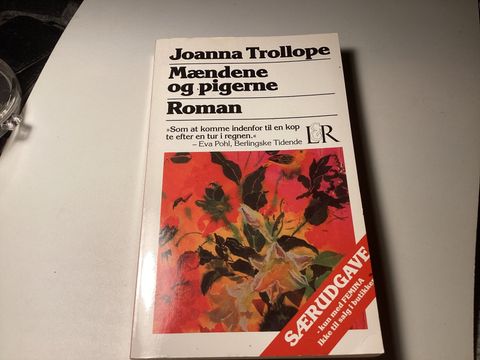 Joanna Trollope
Mændene
og pigerne
Roman
»Som at komme indenfor til en kop
te efter en tur i regnen.«
– Eva Pohl, Berlingske Tidende
L&R
SÆRUDGAVE
- kun med FEMINA
Ikke til salg i butikker